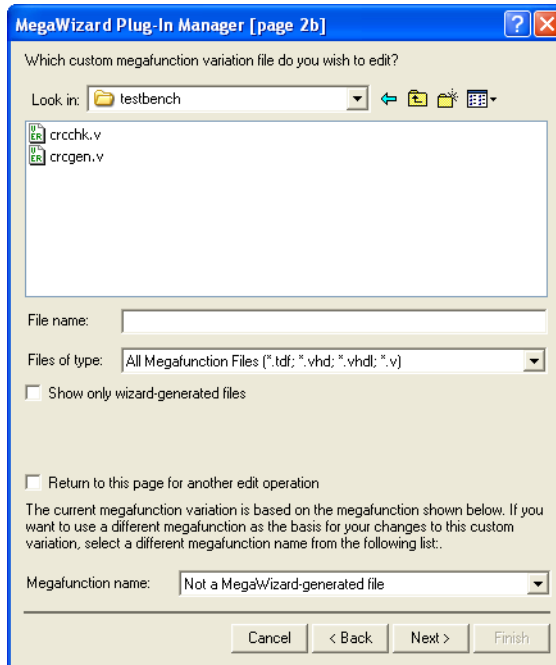 MegaWizard Plug-In Manager [page 2b]
Which custom megafunction variation file do you wish to edit?
Look in: testbench
crcchk.v
crcgen.v
File name:
Files of type: All Megafunction Files (*.tdf; *.vhd; *.vhdl; *.v)
Show only wizard-generated files
Return to this page for another edit operation
The current megafunction variation is based on the megafunction shown below. If you
want to use a different megafunction as the basis for your changes to this custom
variation, select a different megafunction name from the following list:.
Megafunction name: Not a MegaWizard-generated file
Cancel < Back Next > Finish